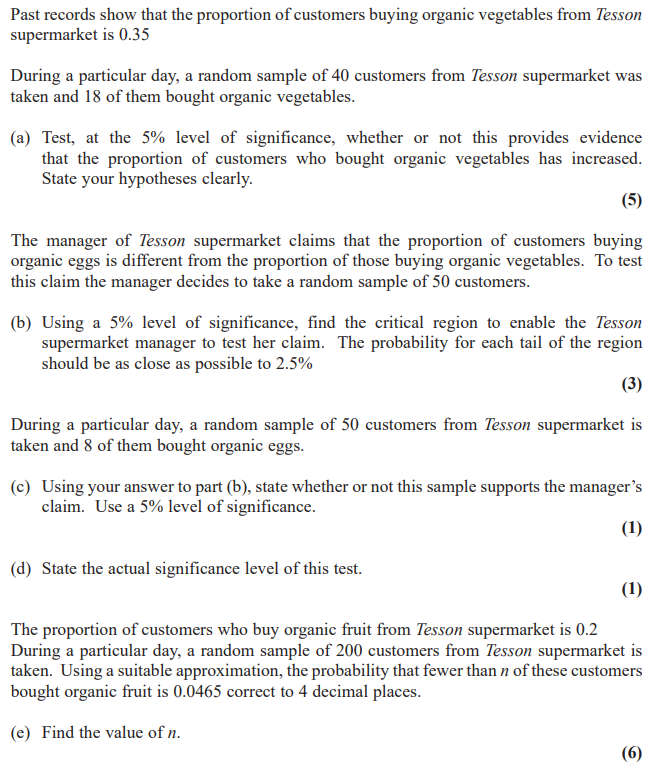 Past records show that the proportion of customers buying organic vegetables from Tesson
supermarket is 0.35
During a particular day, a random sample of 40 customers from Tesson supermarket was
taken and 18 of them bought organic vegetables.
(a) Test, at the 5% level of significance, whether or not this provides evidence
that the proportion of customers who bought organic vegetables has increased.
State your hypotheses clearly.
(5)
The manager of Tesson supermarket claims that the proportion of customers buying
organic eggs is different from the proportion of those buying organic vegetables. To test
this claim the manager decides to take a random sample of 50 customers.
(b) Using a 5% level of significance, find the critical region to enable the Tesson
supermarket manager to test her claim. The probability for each tail of the region
should be as close as possible to 2.5%
(3)
During a particular day, a random sample of 50 customers from Tesson supermarket is
taken and 8 of them bought organic eggs.
(c) Using your answer to part (b), state whether or not this sample supports the manager's
claim. Use a 5% level of significance.
(1)
(d) State the actual significance level of this test.
(1)
The proportion of customers who buy organic fruit from Tesson supermarket is 0.2
During a particular day, a random sample of 200 customers from Tesson supermarket is
taken. Using a suitable approximation, the probability that fewer than n of these customers
bought organic fruit is 0.0465 correct to 4 decimal places.
(e) Find the value of n.
(6)